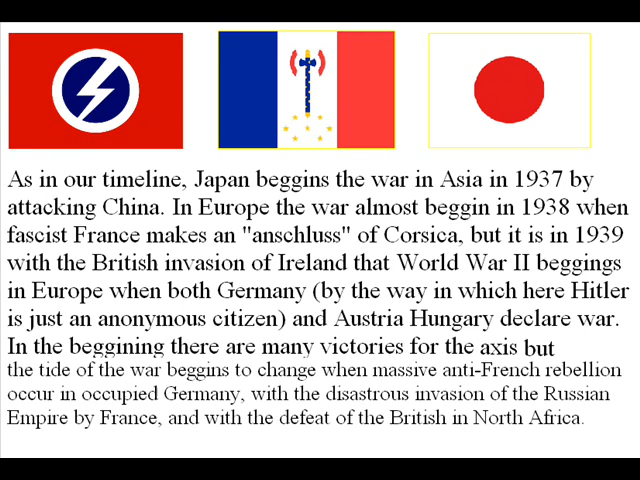 As in our timeline, Japan beggins the war in Asia in 1937 by
attacking China. In Europe the war almost beggin in 1938 when
fascist France makes an "anschluss" of Corsica, but it is in 1939
with the British invasion of Ireland that World War II beggings
in Europe when both Germany (by the way in which here Hitler
is just an anonymous citizen) and Austria Hungary declare war.
In the beggining there are many victories for the axis but
the tide of the war beggins to change when massive anti-French rebellion
occur in occupied Germany, with the disastrous invasion of the Russian
Empire by France, and with the defeat of the British in North Africa.